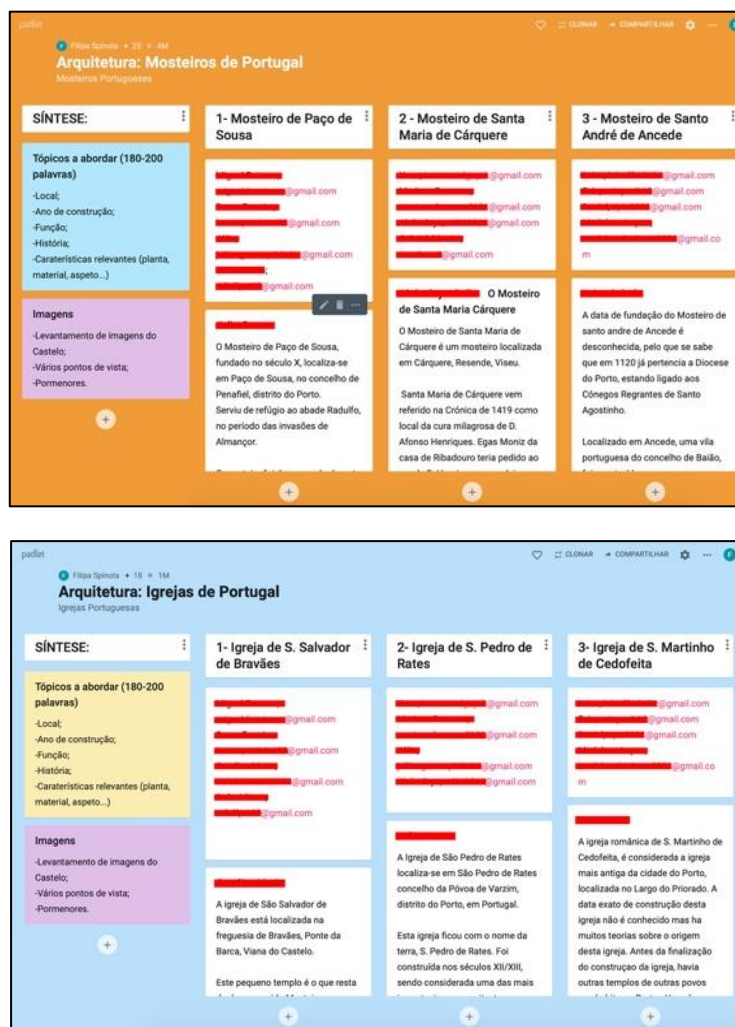 padlet
CLONAR
COMPARTILHAR
Filipa Spínola + 25 4M
Arquitetura: Mosteiros de Portugal
Mosteiros Portugueses
SÍNTESE:
Tópicos a abordar (180-200
palavras)
-Local;
-Ano de construção;
-Função;
-História;
-Caraterísticas relevantes (planta,
material, aspeto...)
Imagens
-Levantamento de imagens do
Castelo;
-Vários pontos de vista;
-Pormenores.
1- Mosteiro de Paço de
Sousa
@gmail.com
@gmail.com
@gmail.com
;
@gmail.com
O Mosteiro de Paço de Sousa,
fundado no século X, localiza-se
em Paço de Sousa, no concelho de
Penafiel, distrito do Porto.
Serviu de refúgio ao abade Radulfo,
no período das invasões de
Almançor.
2 - Mosteiro de Santa
Maria de Cárquere
@gmail.com
@gmail.com
@gmail.com
@gmail.com
O Mosteiro
de Santa Maria Cárquere
O Mosteiro de Santa Maria de
Cárquere é um mosteiro localizada
em Cárquere, Resende, Viseu.
Santa Maria de Cárquere vem
referido na Crónica de 1419 como
local da cura milagrosa de D.
Afonso Henriques. Egas Moniz da
casa de Ribadouro teria pedido ao
3 - Mosteiro de Santo
André de Ancede
@gmail.com
@gmail.com
@gmail.com
@gmail.co
m
A data de fundação do Mosteiro de
santo andre de Ancede é
desconhecida, pelo que se sabe
que em 1120 já pertencia a Diocese
do Porto, estando ligado aos
Cónegos Regrantes de Santo
Agostinho.
Localizado em Ancede, uma vila
portuguesa do concelho de Baião,
padlet
CLONAR
COMPARTILHAR
Filipa Spínola + 18 1M
Arquitetura: Igrejas de Portugal
Igrejas Portuguesas
SÍNTESE:
Tópicos a abordar (180-200
palavras)
-Local;
-Ano de construção;
-Função;
-História;
-Caraterísticas relevantes (planta,
material, aspeto...)
Imagens
-Levantamento de imagens do
Castelo;
-Vários pontos de vista;
-Pormenores.
1- Igreja de S. Salvador
de Bravães
@gmail.com
@gmail.com
@gmail.com
@gmail.com
A igreja de São Salvador de
Bravães está localizada na
freguesia de Bravães, Ponte da
Barca, Viana do Castelo.
Este pequeno templo é o que resta
2- Igreja de S. Pedro de
Rates
@gmail.com
@gmail.com
@gmail.com
@gmail.com
A Igreja de São Pedro de Rates
localiza-se em São Pedro de Rates
concelho da Póvoa de Varzim,
distrito do Porto, em Portugal.
Esta igreja ficou com o nome da
terra, S. Pedro de Rates. Foi
construída nos séculos XII/XIII,
sendo considerada uma das mais
3- Igreja de S. Martinho
de Cedofeita
@gmail.com
@gmail.com
@gmail.com
@gmail.co
m
A igreja românica de S. Martinho de
Cedofeita, é considerada a igreja
mais antiga da cidade do Porto,
localizada no Largo do Priorado. A
data exato de construção desta
igreja não é conhecido mas ha
muitos teorias sobre o origem
desta igreja. Antes da finalização
do construçao da igreja, havia
outras templos de outras povos